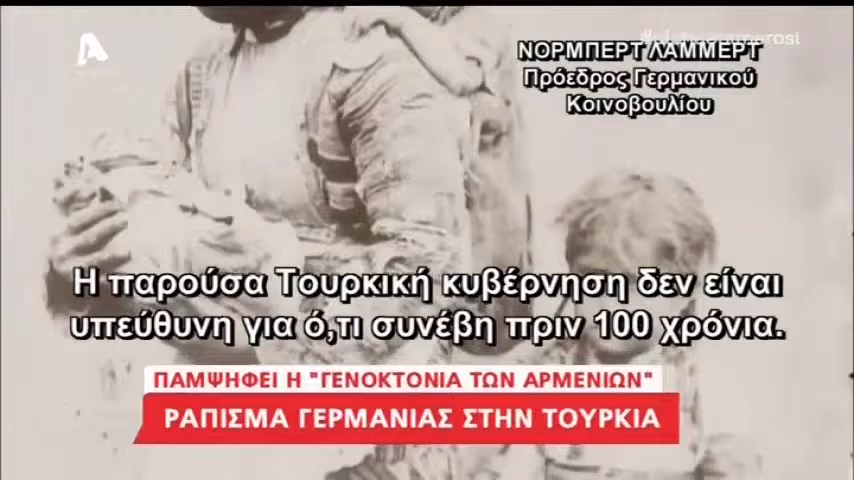 ΝΟΡΜΠΕΡΤ ΛΑΜΜΕΡΤ
Πρόεδρος Γερμανικού
Κοινοβουλίου
Η παρούσα Τουρκική κυβέρνηση δεν είναι
υπεύθυνη για ό,τι συνέβη πριν 100 χρόνια.
ΠΑΜΨΗΦΕΙ Η "ΓΕΝΟΚΤΟΝΙΑ ΤΩΝ ΑΡΜΕΝΙΩΝ"
ΡΑΠΙΣΜΑ ΓΕΡΜΑΝΙΑΣ ΣΤΗΝ ΤΟΥΡΚΙΑ